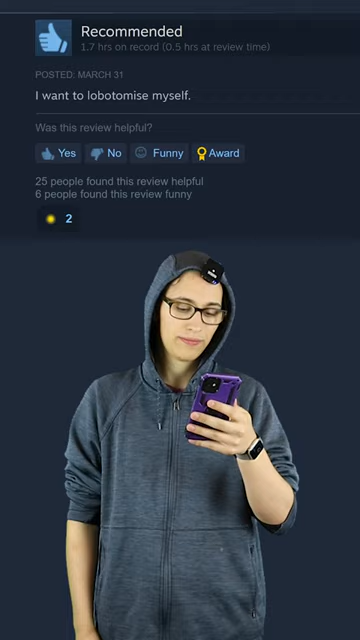 Recommended
1.7 hrs on record (0.5 hrs at review time)
POSTED: MARCH 31
I want to lobotomise myself.
Was this review helpful?
Yes No Funny Award
25 people found this review helpful
6 people found this review funny
2